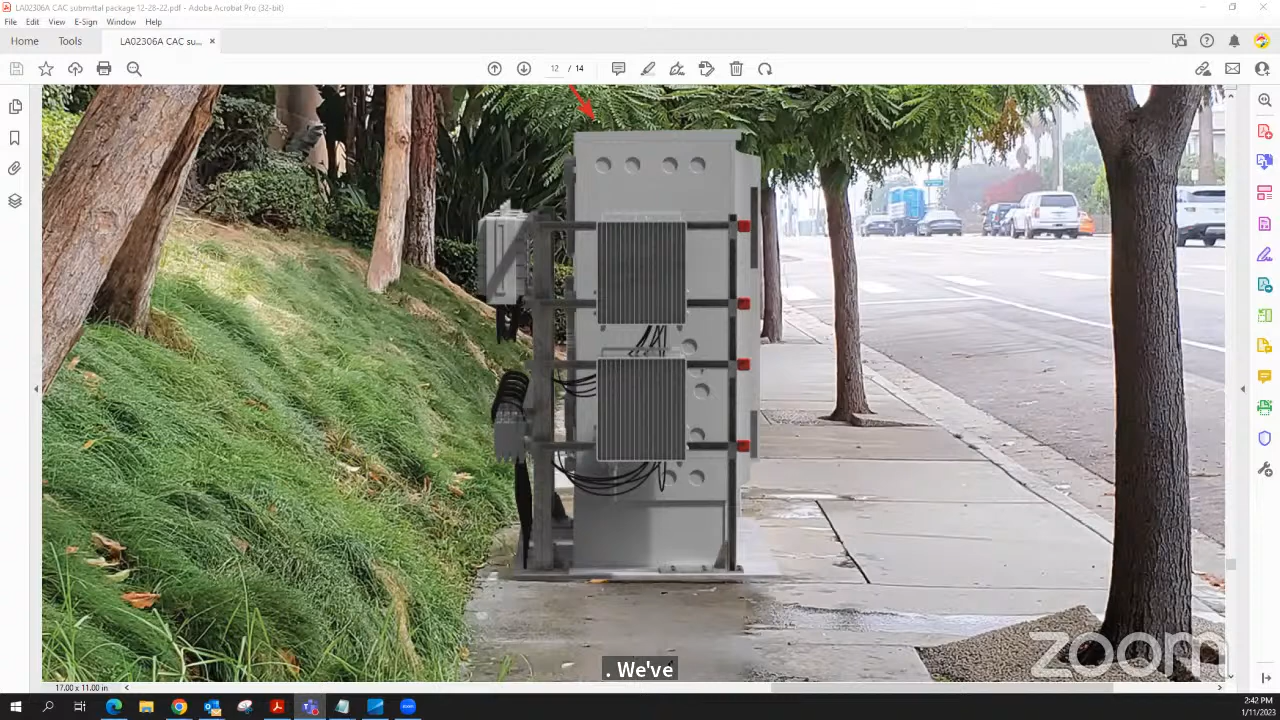 LA02306A CAC submittal package 12-28-22.pdf - Adobe Acrobat Pro (32-bit)
File Edit View E-Sign Window Help
Home Tools LA02306A CAC su... ×
12 / 14
. We've
zoom
17.00 x 11.00 in
2:42 PM
1/11/2023